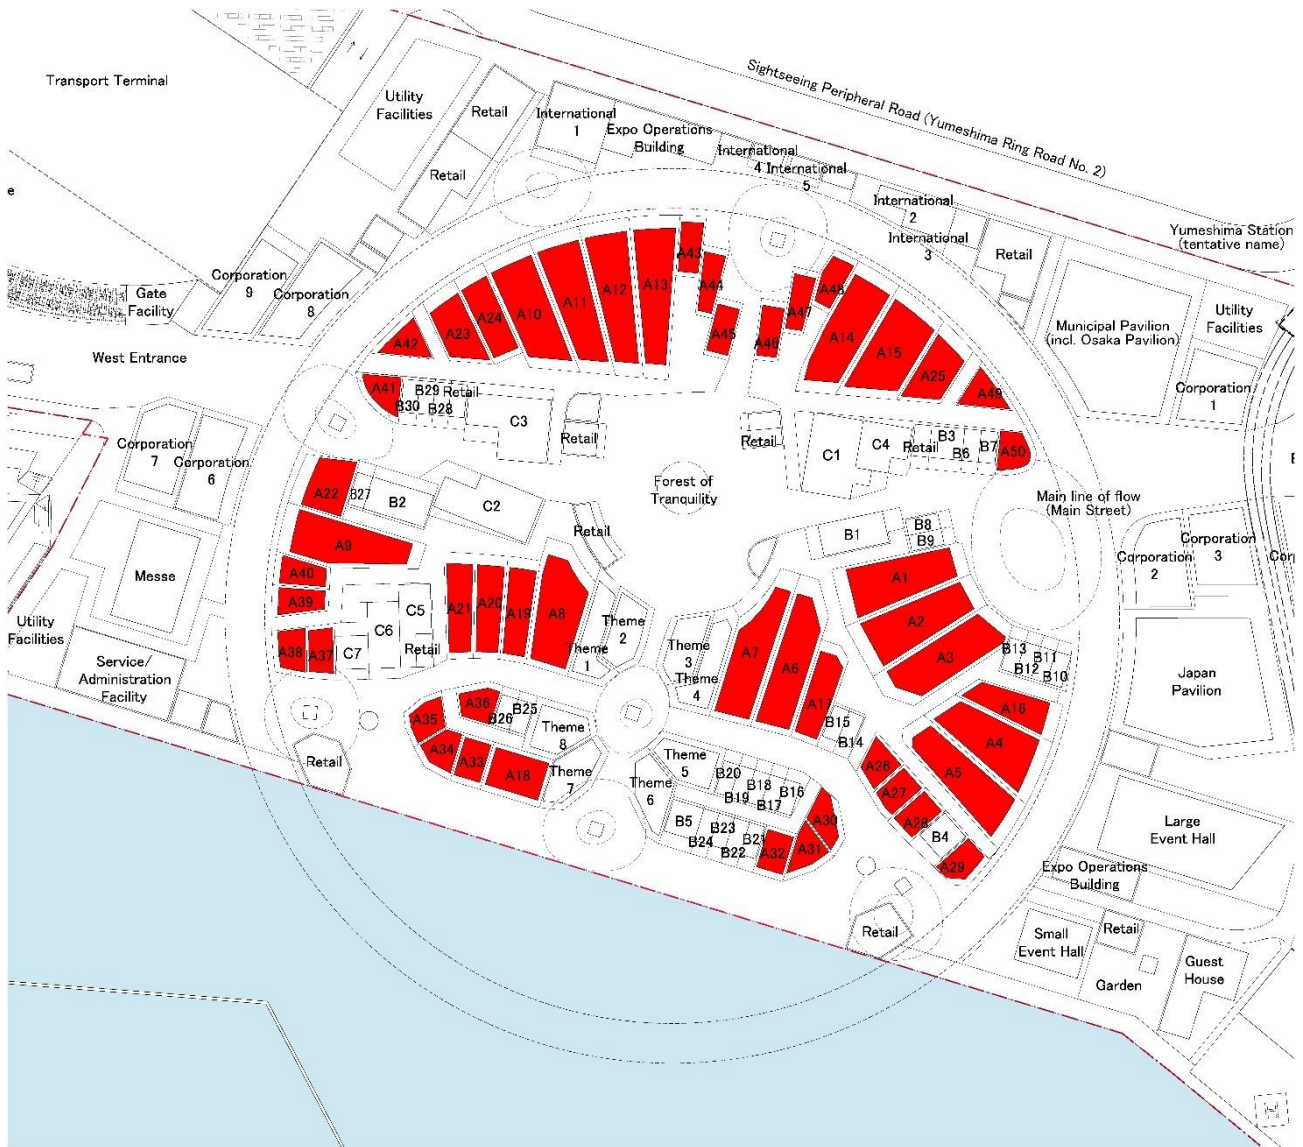 Transport Terminal
Utility
Facilities
Retail
Retail
International
1
Expo Operations
Building
International
4
International
5
Sightseeing Peripheral Road (Yumeshima Ring Road No. 2)
International
2
International
3
Retail
Yumeshima Station
(tentative name)
e
Corporation
9
Corporation
8
Gate
Facility
West Entrance
Municipal Pavilion
(incl. Osaka Pavilion)
Utility
Facilities
Corporation
1
A42
A23
A24
A10
A11
A12
A13
A43
A44
A45
A46
A47
A48
A14
A15
A25
A49
A41
B29
Retail
B30
B28
C3
Retail
Retail
C1
C4
Retail
B3
B6
B7
A50
Corporation
7
Corporation
6
A22
B27
B2
C2
Retail
Forest of
Tranquility
Main line of flow
(Main Street)
B1
B8
B9
Corporation
2
Corporation
3
A9
Messe
A40
A39
A38
A37
C7
C6
C5
Retail
A21
A20
A19
A8
Theme
1
Theme
2
Theme
3
Theme
4
A7
A6
A17
A1
A2
A3
B13
B12
B11
B10
Utility
Facilities
Service/
Administration
Facility
Japan
Pavilion
A16
A4
A5
B15
B14
A26
A27
A28
B4
A29
A36
B26
B25
A35
A34
A33
A18
Theme
8
Theme
7
Retail
Theme
5
Theme
6
B20
B19
B18
B17
B16
B5
B24
B23
B22
B21
A32
A31
A30
Large
Event Hall
Expo Operations
Building
Retail
Small
Event Hall
Retail
Garden
Guest
House
H